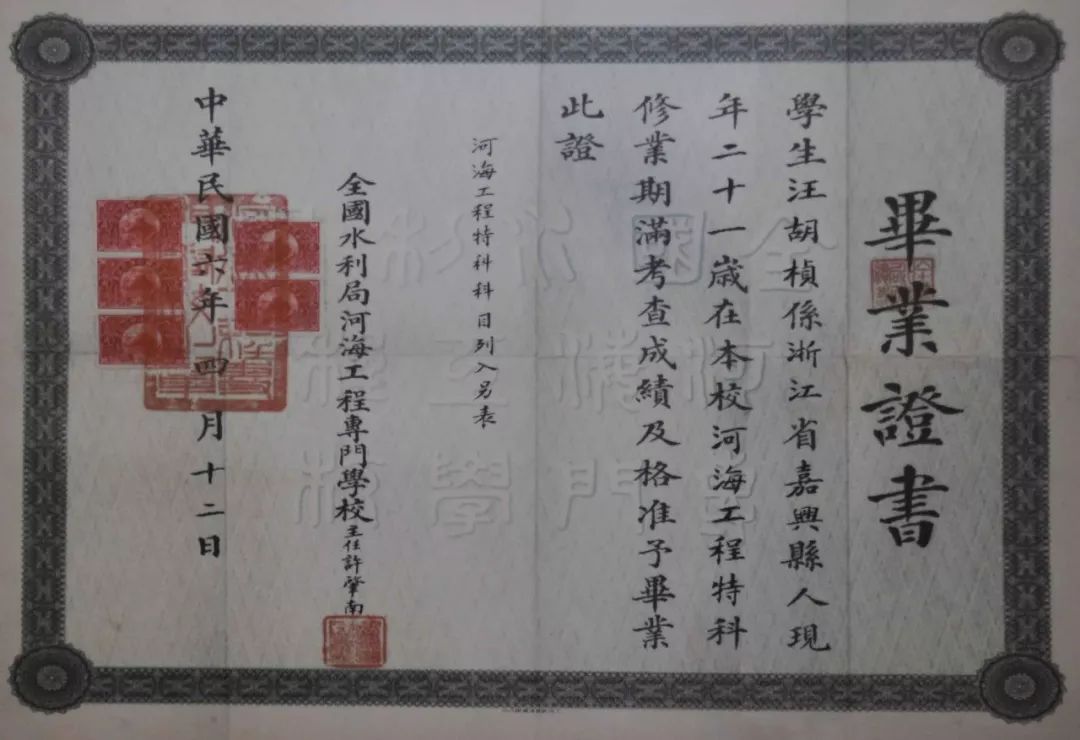 畢業證書
學生汪胡楨係浙江省嘉興縣人現
年二十一歲在本校河海工程特科
修業期滿考查成績及格准予畢業
此證
河海工程特科科目列入另表
全國水利局河海工程專門學校主任許肇南
中華民國六年四月十二日